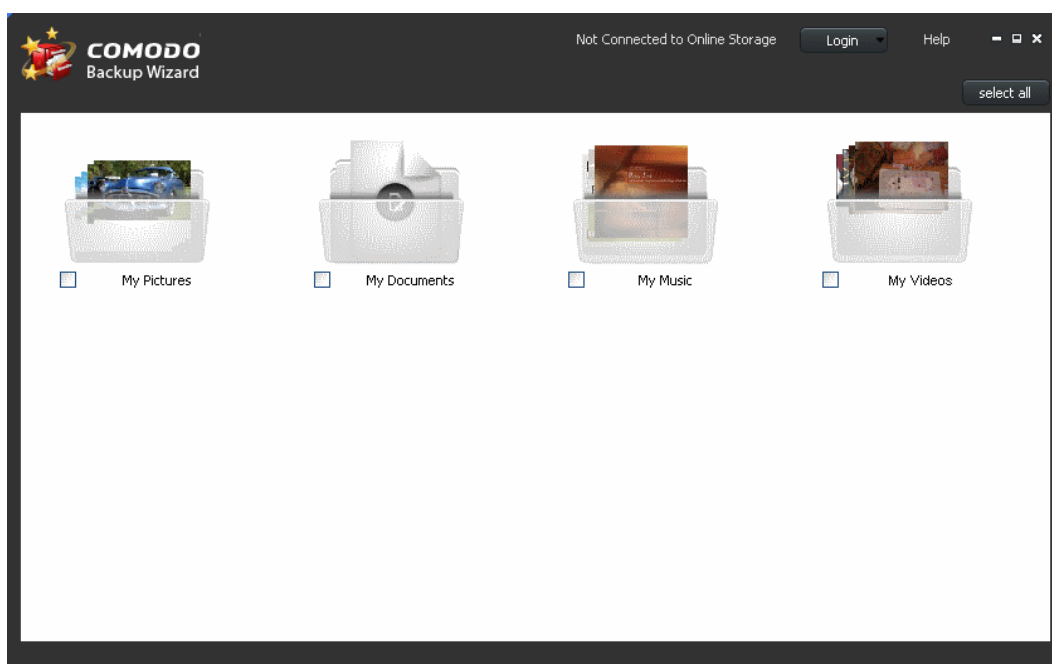 COMODO
Backup Wizard
Not Connected to Online Storage
Login
Help
select all
My Pictures
My Documents
My Music
My Videos